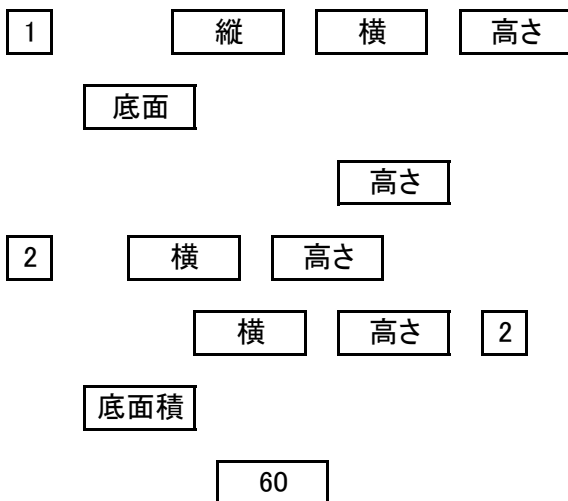 1 縦 横 高さ
底面
高さ
2 横 高さ
横 高さ 2
底面積
60